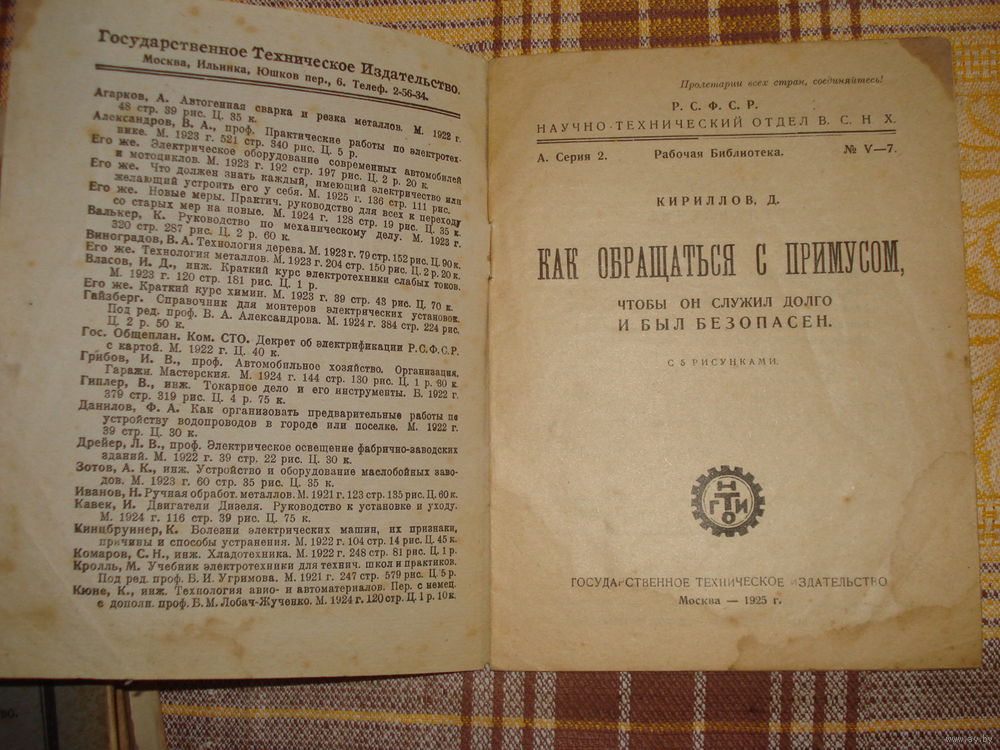 Государственное Техническое Издательство.
Москва, Ильинка, Юшков пер., 6. Телеф. 2-56-34.
Агарков, А. Автогенная сварка и резка металлов. М. 1922 г.
48 стр. 39 рис. Ц. 35 к.
Александров, В. А., проф. Практические работы по электротех-
нике. М. 1923 г. 521 стр. 340 рис. Ц. 5 р.
Его же. Электрическое оборудование современных автомобилей
и мотоциклов. М. 1923 г. 192 стр. 197 рис. Ц. 2 р. 20 к.
Его же. Что должен знать каждый, имеющий электричество или
желающий устроить его у себя. М. 1925 г. 136 стр. 111 рис.
Его же. Новые меры. Практич. руководство для всех к переходу
со старых мер на новые. М. 1924 г. 128 стр. 19 рис. Ц. 35 к.
Валькер, К. Руководство по механическому делу. М. 1923 г.
320 стр. 287 рис. Ц. 2 р. 60 к.
Виноградов, В. А. Технология дерева. М. 1923 г. 79 стр. 152 рис. Ц. 90 к.
Его же. Технология металлов. М. 1923 г. 204 стр. 150 рис. Ц. 2 р. 20 к.
Власов, И. Д., инж. Краткий курс электротехники слабых токов.
М. 1923 г. 120 стр. 181 рис. Ц. 1 р.
Его же. Краткий курс химии. М. 1923 г. 39 стр. 43 рис. Ц. 70 к.
Гайзберг. Справочник для монтеров электрических установок.
Под ред. проф. В. А. Александрова. М. 1924 г. 384 стр. 224 рис.
Ц. 2 р. 50 к.
Гос. Общеплан. Ком. СТО. Декрет об электрификации Р.С.Ф.С.Р.
с картой. М. 1922 г. Ц. 40 к.
Грибов, И. В., проф. Автомобильное хозяйство. Организация.
Гаражи. Мастерския. М. 1924 г. 144 стр. 130 рис. Ц. 1 р. 60 к.
Гиплер, В., инж. Токарное дело и его инструменты. Б. 1922 г.
379 стр. 319 рис. Ц. 4 р. 75 к.
Данилов, Ф. А. Как организовать предварительные работы по
устройству водопроводов в городе или поселке. М. 1922 г.
39 стр. Ц. 30 к.
Дрейер, Л. В., проф. Электрическое освещение фабрично-заводских
зданий. М. 1922 г. 39 стр. 22 рис. Ц. 30 к.
Зотов, А. К., инж. Устройство и оборудование маслобойных заво-
дов. М. 1923 г. 60 стр. 35 рис. Ц. 35 к.
Иванов, Н. Ручная обработ. металлов. М. 1921 г. 123 стр. 135 рис. Ц. 60 к.
Кавек, И. Двигатели Дизеля. Руководство к установке и уходу.
М. 1924 г. 116 стр. 39 рис. Ц. 75 к.
Кинцбруннер, К. Болезни электрических машин, их признаки,
причины и способы устранения. М. 1922 г. 104 стр. 14 рис. Ц. 45 к.
Комаров, С. Н., инж. Хладотехника. М. 1922 г. 248 стр. 81 рис. Ц. 1 р.
Кролль, М. Учебник электротехники для технич. школ и практиков.
Под ред. проф. Б. И. Угримова. М. 1921 г. 247 стр. 579 рис. Ц. 5 р.
Кюне, К., инж. Технология авио- и автоматериалов. Пер. с немец.
с дополн. проф. Б. М. Лобач-Жученко. М. 1924 г. 120 стр. Ц. 1 р. 10 к.
Пролетарии всех стран, соединяйтесь!
Р. С. Ф. С. Р.
НАУЧНО-ТЕХНИЧЕСКИЙ ОТДЕЛ В. С. Н. Х.
А. Серия 2. Рабочая Библиотека. № V—7.
КИРИЛЛОВ, Д.
КАК ОБРАЩАТЬСЯ С ПРИМУСОМ,
ЧТОБЫ ОН СЛУЖИЛ ДОЛГО
И БЫЛ БЕЗОПАСЕН.
С 5 РИСУНКАМИ.
Н
Г Т И
О
ГОСУДАРСТВЕННОЕ ТЕХНИЧЕСКОЕ ИЗДАТЕЛЬСТВО
Москва — 1925 г.
www.ay.by